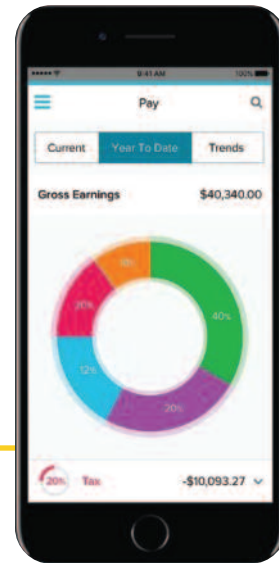 9:41 AM 100%
Pay
Current Year To Date Trends
Gross Earnings $40,340.00
10%
40%
20%
12%
20%
20% Tax -$10,093.27